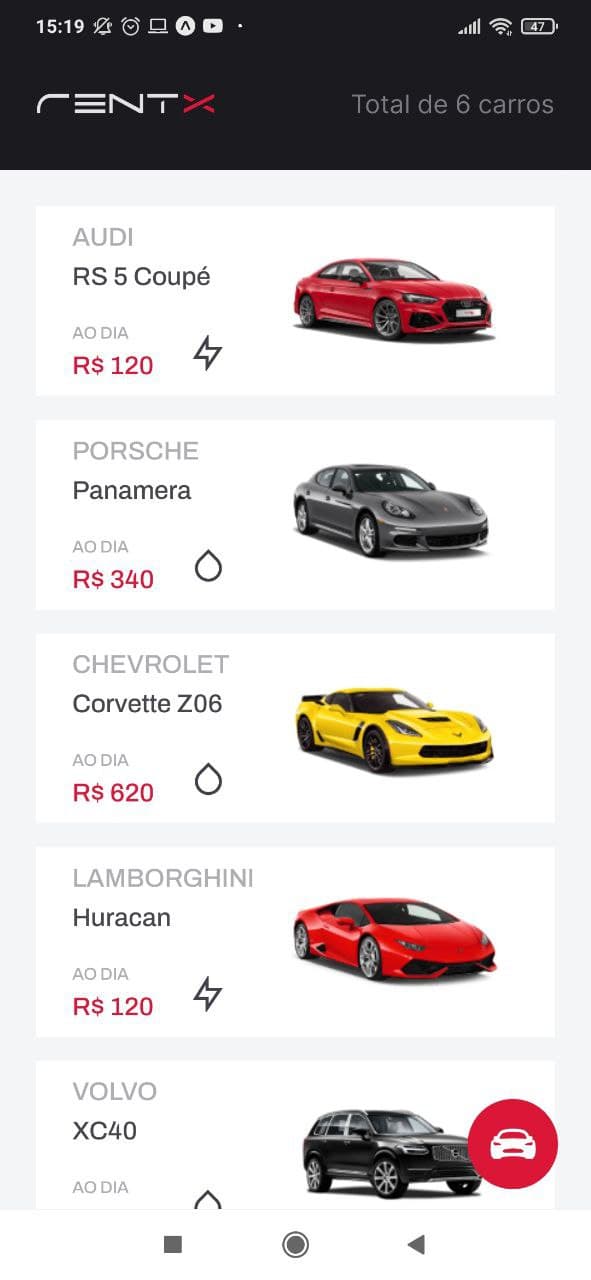 15:19
47
RENTX
Total de 6 carros
AUDI
RS 5 Coupé
AO DIA
R$ 120
PORSCHE
Panamera
AO DIA
R$ 340
CHEVROLET
Corvette Z06
AO DIA
R$ 620
LAMBORGHINI
Huracan
AO DIA
R$ 120
VOLVO
XC40
AO DIA